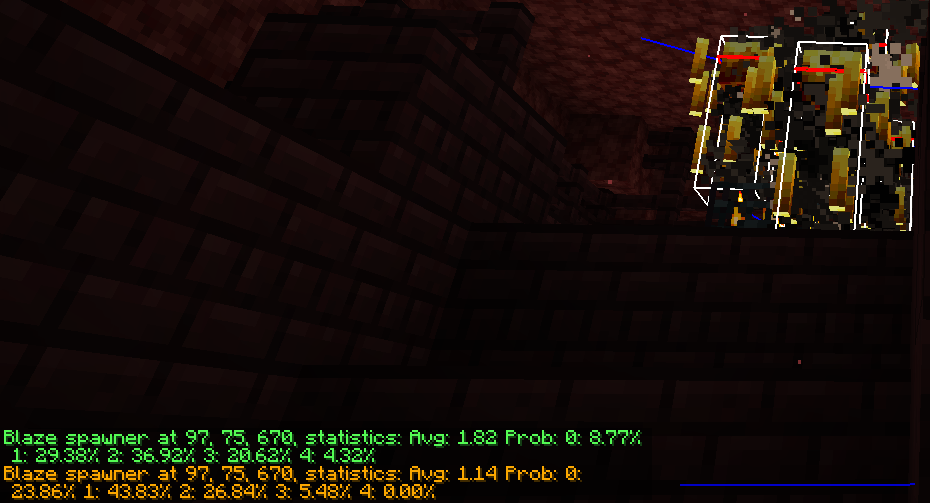 Blaze spawner at 97, 75, 670, statistics: Avg: 1.82 Prob: 0: 8.77%
1: 29.38% 2: 36.92% 3: 20.62% 4: 4.32%
Blaze spawner at 97, 75, 670, statistics: Avg: 1.14 Prob: 0:
23.86% 1: 43.83% 2: 26.84% 3: 5.48% 4: 0.00%